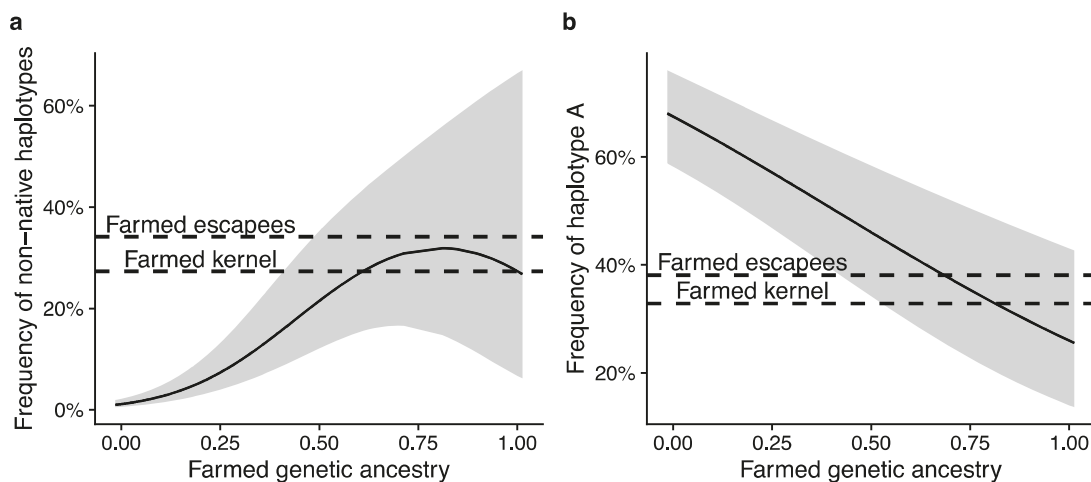 a
Frequency of non−native haplotypes
60%
40%
20%
0%
Farmed escapees
Farmed kernel
0.00 0.25 0.50 0.75 1.00
Farmed genetic ancestry
b
Frequency of haplotype A
60%
40%
20%
Farmed escapees
Farmed kernel
0.00 0.25 0.50 0.75 1.00
Farmed genetic ancestry